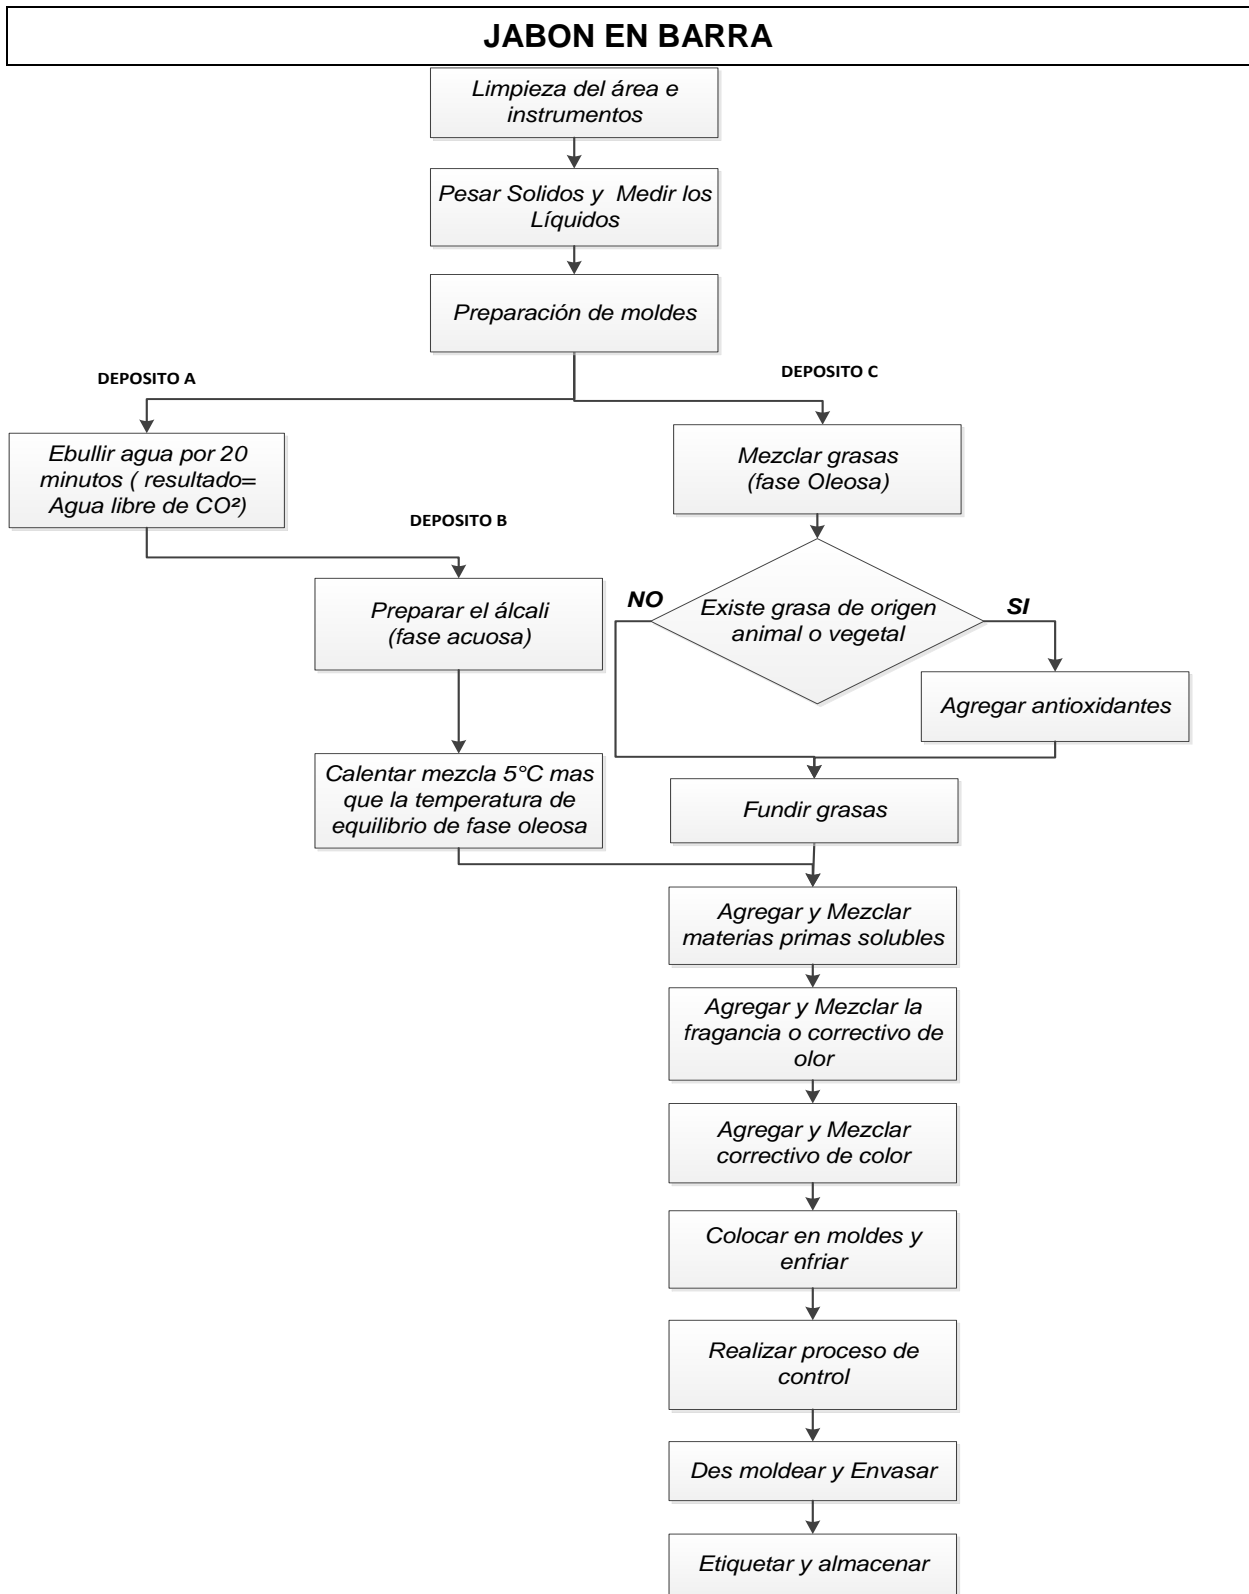 JABON EN BARRA
Limpieza del área e
instrumentos
Pesar Solidos y  Medir los
Líquidos
Preparación de moldes
DEPOSITO A
DEPOSITO C
Ebullir agua por 20
minutos ( resultado=
Agua libre de CO²)
Mezclar grasas
(fase Oleosa)
DEPOSITO B
Preparar el álcali
(fase acuosa)
NO
Existe grasa de origen
animal o vegetal
SI
Agregar antioxidantes
Calentar mezcla 5°C mas
que la temperatura de
equilibrio de fase oleosa
Fundir grasas
Agregar y Mezclar
materias primas solubles
Agregar y Mezclar la
fragancia o correctivo de
olor
Agregar y Mezclar
correctivo de color
Colocar en moldes y
enfriar
Realizar proceso de
control
Des moldear y Envasar
Etiquetar y almacenar